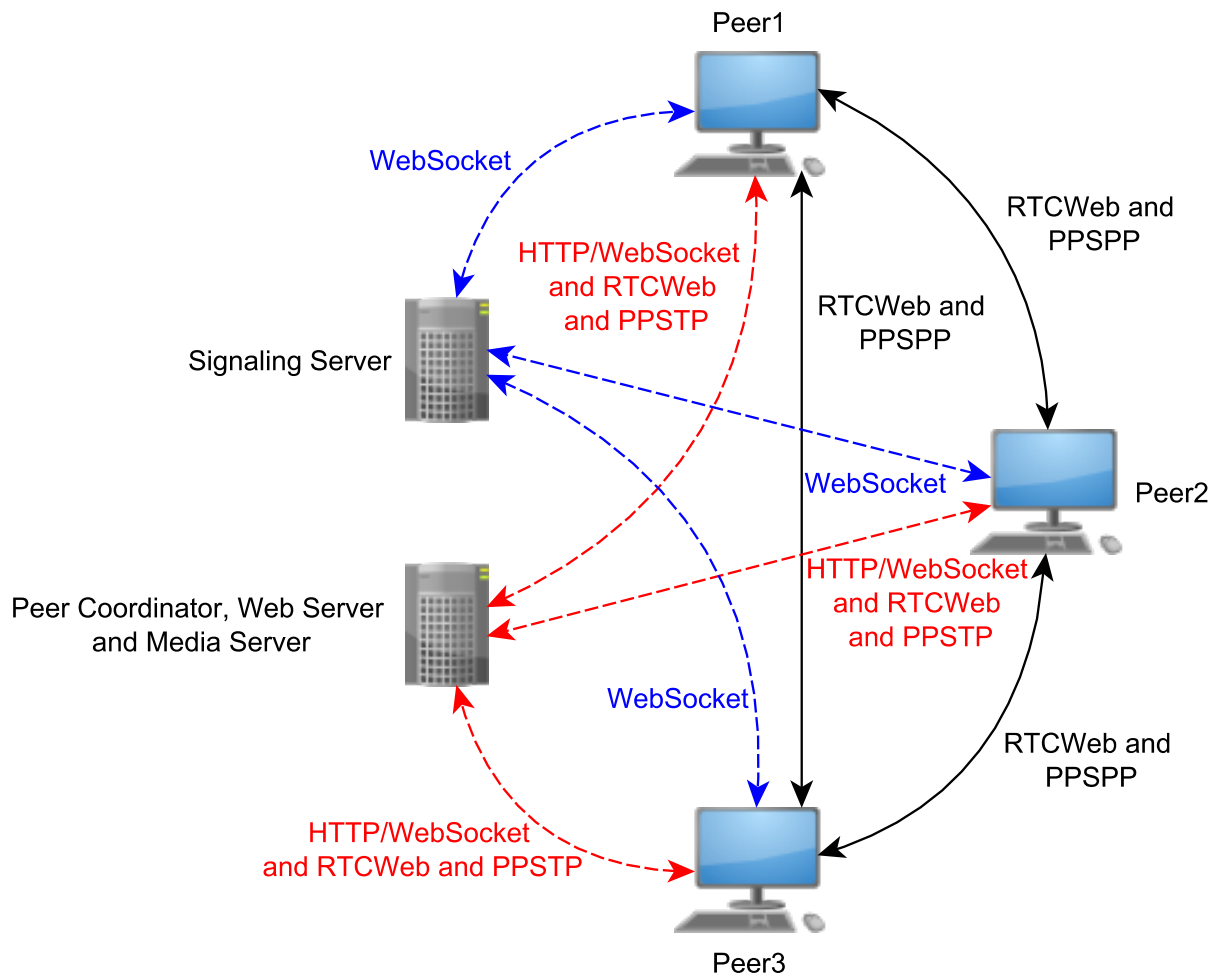 Peer1
WebSocket
RTCWeb and
PPSPP
HTTP/WebSocket
and RTCWeb
and PPSTP
RTCWeb and
PPSPP
Signaling Server
WebSocket
Peer2
HTTP/WebSocket
and RTCWeb
and PPSTP
Peer Coordinator, Web Server
and Media Server
WebSocket
RTCWeb and
PPSPP
HTTP/WebSocket
and RTCWeb and PPSTP
Peer3